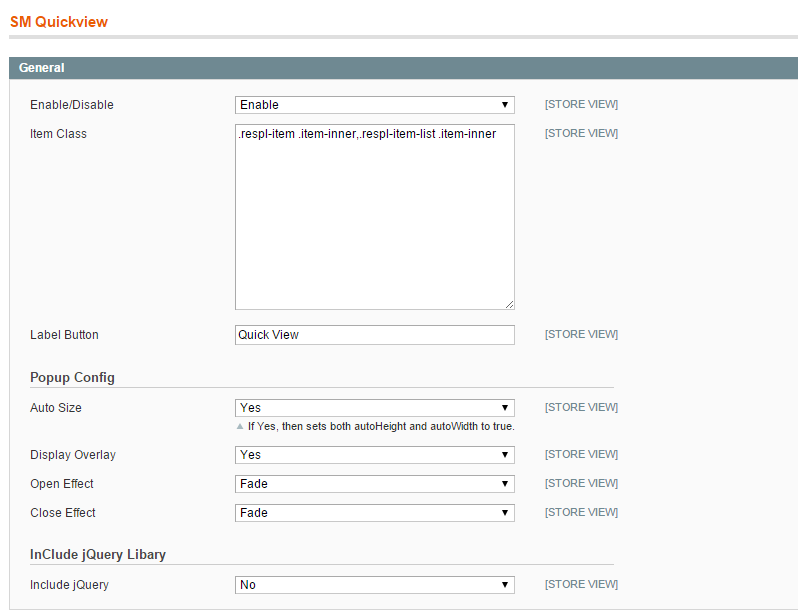 SM Quickview
General
Enable/Disable Enable [STORE VIEW]
Item Class .respl-item .item-inner,.respl-item-list .item-inner [STORE VIEW]
Label Button Quick View [STORE VIEW]
Popup Config
Auto Size Yes [STORE VIEW]
If Yes, then sets both autoHeight and autoWidth to true.
Display Overlay Yes [STORE VIEW]
Open Effect Fade [STORE VIEW]
Close Effect Fade [STORE VIEW]
InClude jQuery Libary
Include jQuery No [STORE VIEW]